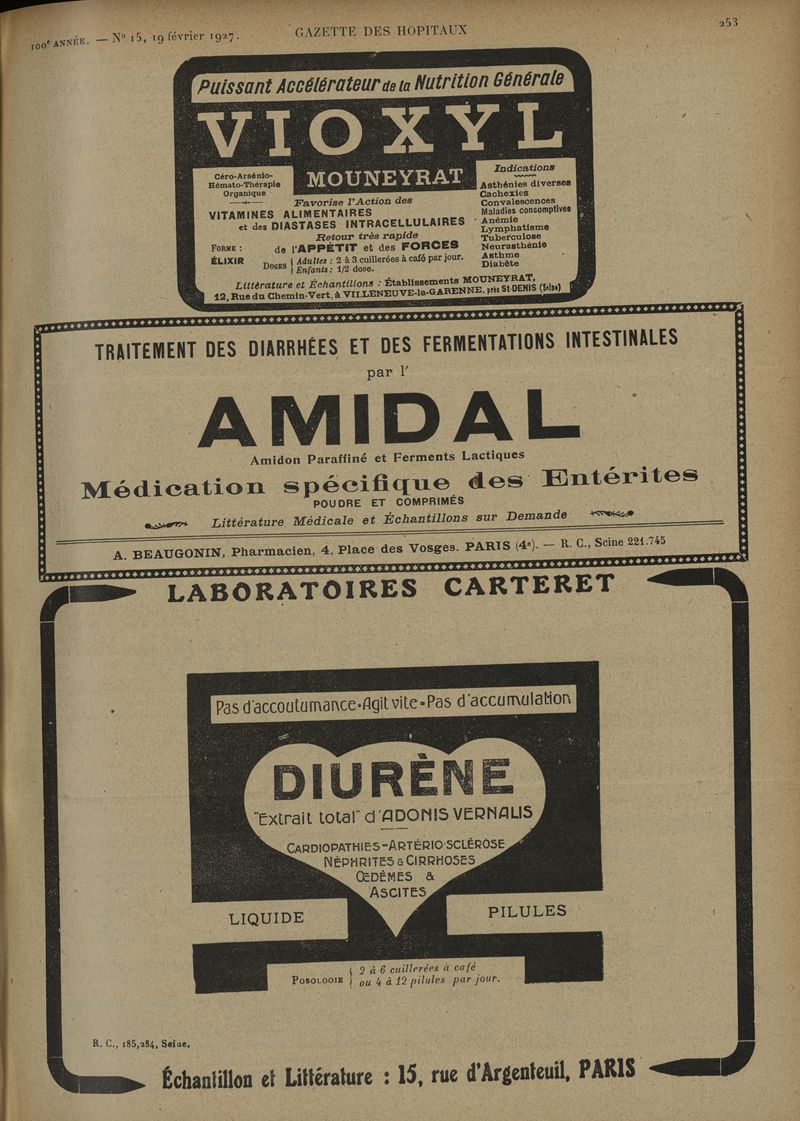 100e ANNÉE. — No 15, 19 février 1927.
GAZETTE DES HOPITAUX
253
Puissant Accélérateur de la Nutrition Générale
VIOXYL
MOUNEYRAT
Céro-Arsénio-
Hémato-Thérapie
Organique
Favorise l'Action des
VITAMINES ALIMENTAIRES
et des DIASTASES INTRACELLULAIRES
Retour très rapide
de l'APPÉTIT et des FORCES
FORME :
ÉLIXIR
DOSES { Adultes : 2 à 3 cuillerées à café par jour.
Enfants : 1/2 dose.
Indications
Asthénies diverses
Cachexies
Convalescences
Maladies consomptives
Anémie
Lymphatisme
Tuberculose
Neurasthénie
Asthme
Diabète
Littérature et Échantillons : Établissements MOUNEYRAT,
12, Rue du Chemin-Vert, à VILLENEUVE-la-GARENNE, près St-DENIS (Seine)
TRAITEMENT DES DIARRHÉES ET DES FERMENTATIONS INTESTINALES
par l'
AMIDAL
Amidon Paraffiné et Ferments Lactiques
Médication spécifique des Entérites
POUDRE ET COMPRIMÉS
Littérature Médicale et Échantillons sur Demande
A. BEAUGONIN, Pharmacien, 4, Place des Vosges. PARIS (4e). — R. C., Seine 221.745
LABORATOIRES CARTERET
Pas d'accoutumance-Agit vite-Pas d'accumulation
DIURÈNE
"Extrait total" d'ADONIS VERNALIS
CARDIOPATHIES-ARTÉRIO-SCLÉROSE
NÉPHRITES & CIRRHOSES
ŒDÈMES &
ASCITES
LIQUIDE
PILULES
POSOLOGIE { 2 à 6 cuillerées à café
ou 4 à 12 pilules par jour.
R. C., 185,284, Seine,
Échantillon et Littérature : 15, rue d'Argenteuil, PARIS